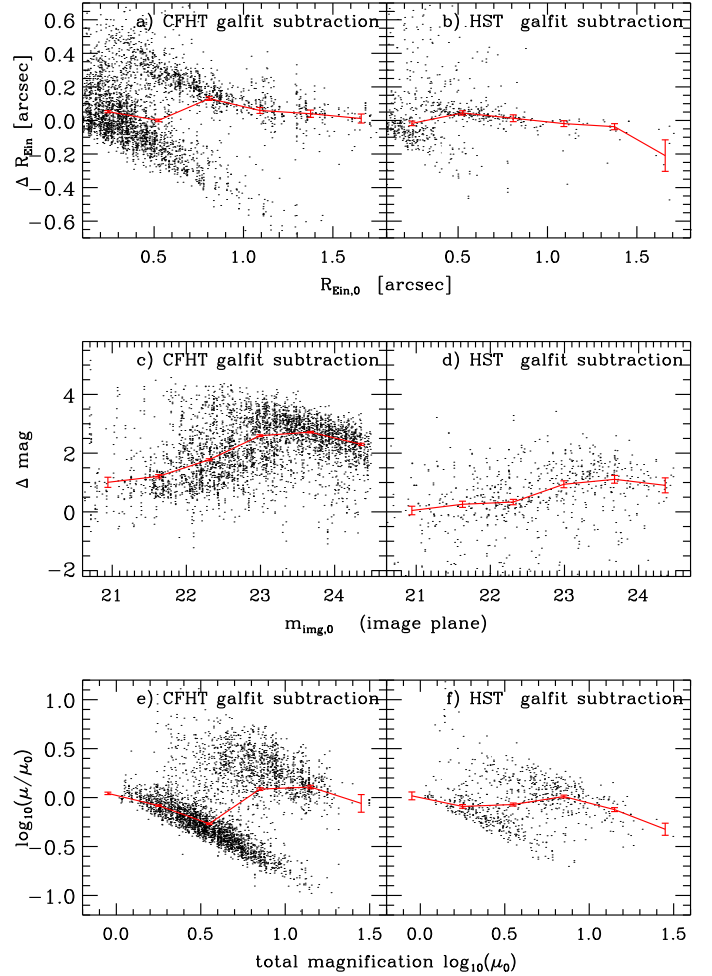 a) CFHT galfit subtraction
b) HST galfit subtraction
0.6
0.4
0.2
0.0
−0.2
−0.4
−0.6
Δ R_Ein [arcsec]
0.5 1.0 1.5 0.5 1.0 1.5
R_Ein,0 [arcsec]
c) CFHT galfit subtraction
d) HST galfit subtraction
4
2
0
−2
Δ mag
21 22 23 24 21 22 23 24
m_img,0 (image plane)
e) CFHT galfit subtraction
f) HST galfit subtraction
1.0
0.5
0.0
−0.5
−1.0
log₁₀(μ/μ₀)
0.0 0.5 1.0 1.5 0.0 0.5 1.0 1.5
total magnification log₁₀(μ₀)